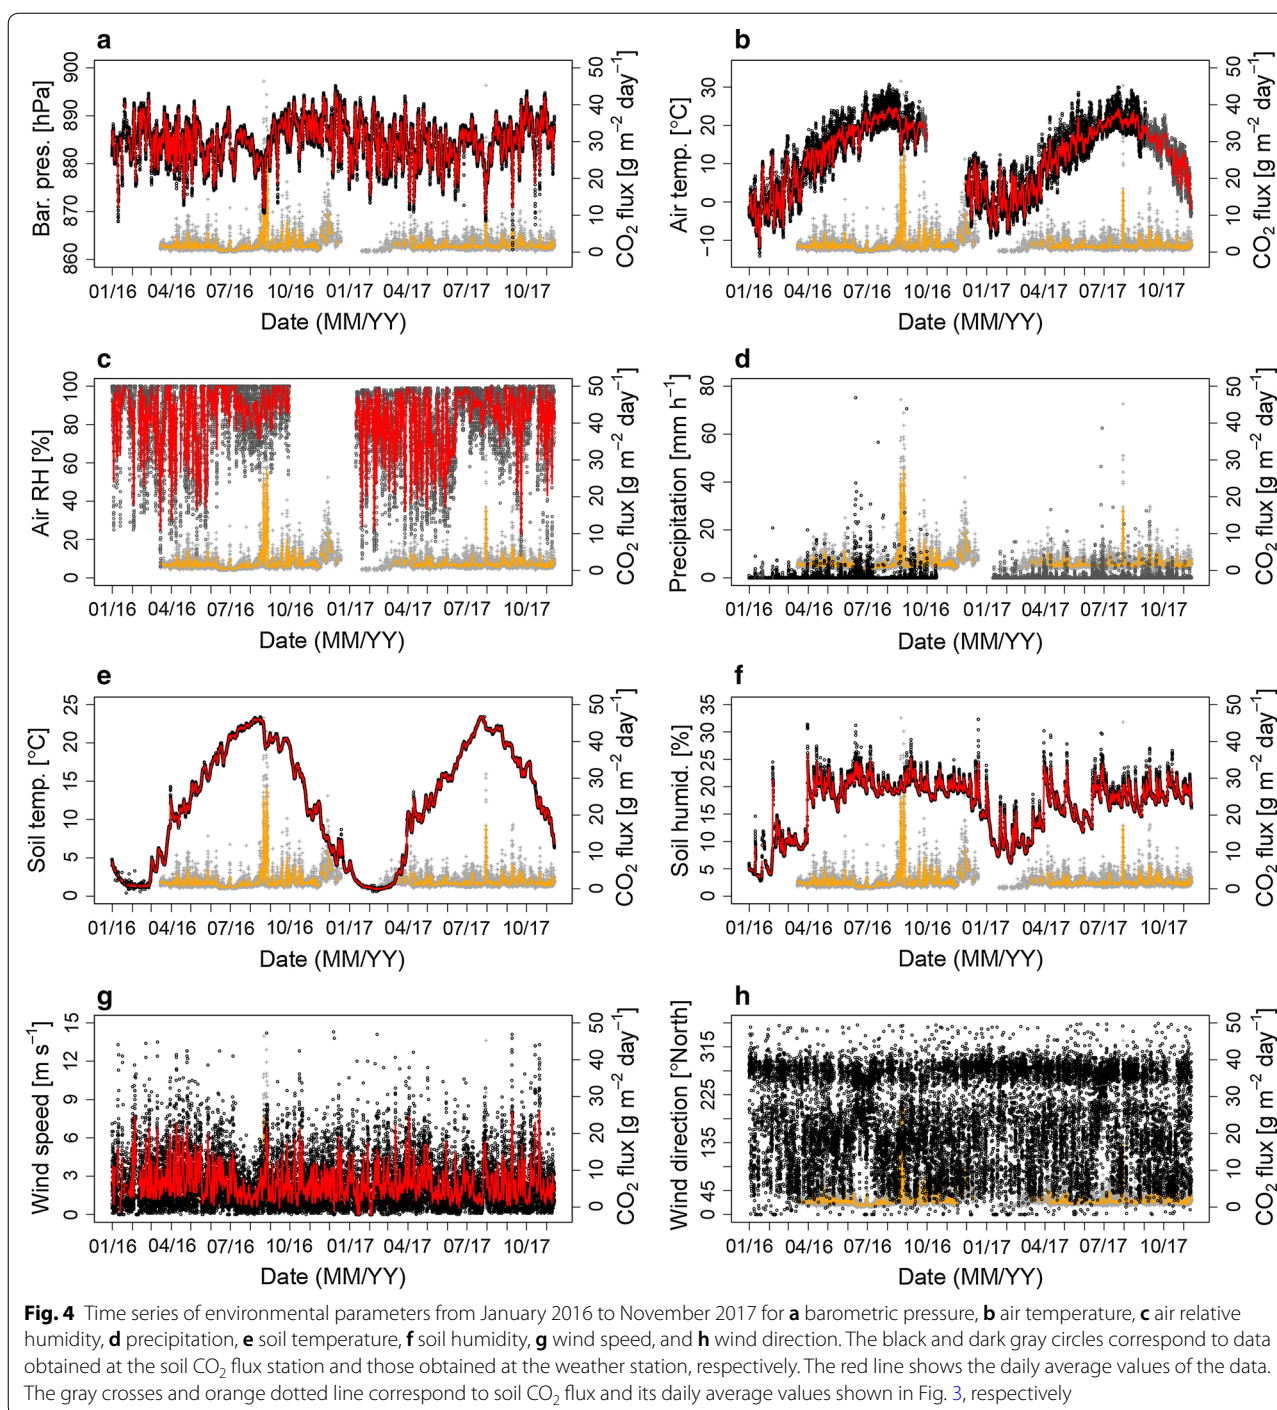 a
Bar. pres. [hPa]
860 870 880 890 900
CO₂ flux [g m⁻² day⁻¹]
0 10 20 30 40 50
01/16 04/16 07/16 10/16 01/17 04/17 07/17 10/17
Date (MM/YY)
b
Air temp. [°C]
−10 0 10 20 30
CO₂ flux [g m⁻² day⁻¹]
0 10 20 30 40 50
01/16 04/16 07/16 10/16 01/17 04/17 07/17 10/17
Date (MM/YY)
c
Air RH [%]
0 20 40 60 80 100
CO₂ flux [g m⁻² day⁻¹]
0 10 20 30 40 50
01/16 04/16 07/16 10/16 01/17 04/17 07/17 10/17
Date (MM/YY)
d
Precipitation [mm h⁻¹]
0 20 40 60 80
CO₂ flux [g m⁻² day⁻¹]
0 10 20 30 40 50
01/16 04/16 07/16 10/16 01/17 04/17 07/17 10/17
Date (MM/YY)
e
Soil temp. [°C]
0 5 10 15 20 25
CO₂ flux [g m⁻² day⁻¹]
0 10 20 30 40 50
01/16 04/16 07/16 10/16 01/17 04/17 07/17 10/17
Date (MM/YY)
f
Soil humid. [%]
0 5 10 15 20 25 30 35
CO₂ flux [g m⁻² day⁻¹]
0 10 20 30 40 50
01/16 04/16 07/16 10/16 01/17 04/17 07/17 10/17
Date (MM/YY)
g
Wind speed [m s⁻¹]
0 3 6 9 12 15
CO₂ flux [g m⁻² day⁻¹]
0 10 20 30 40 50
01/16 04/16 07/16 10/16 01/17 04/17 07/17 10/17
Date (MM/YY)
h
Wind direction [°North]
0 45 135 225 315
CO₂ flux [g m⁻² day⁻¹]
0 10 20 30 40 50
01/16 04/16 07/16 10/16 01/17 04/17 07/17 10/17
Date (MM/YY)
Fig. 4 Time series of environmental parameters from January 2016 to November 2017 for a barometric pressure, b air temperature, c air relative
humidity, d precipitation, e soil temperature, f soil humidity, g wind speed, and h wind direction. The black and dark gray circles correspond to data
obtained at the soil CO₂ flux station and those obtained at the weather station, respectively. The red line shows the daily average values of the data.
The gray crosses and orange dotted line correspond to soil CO₂ flux and its daily average values shown in Fig. 3, respectively